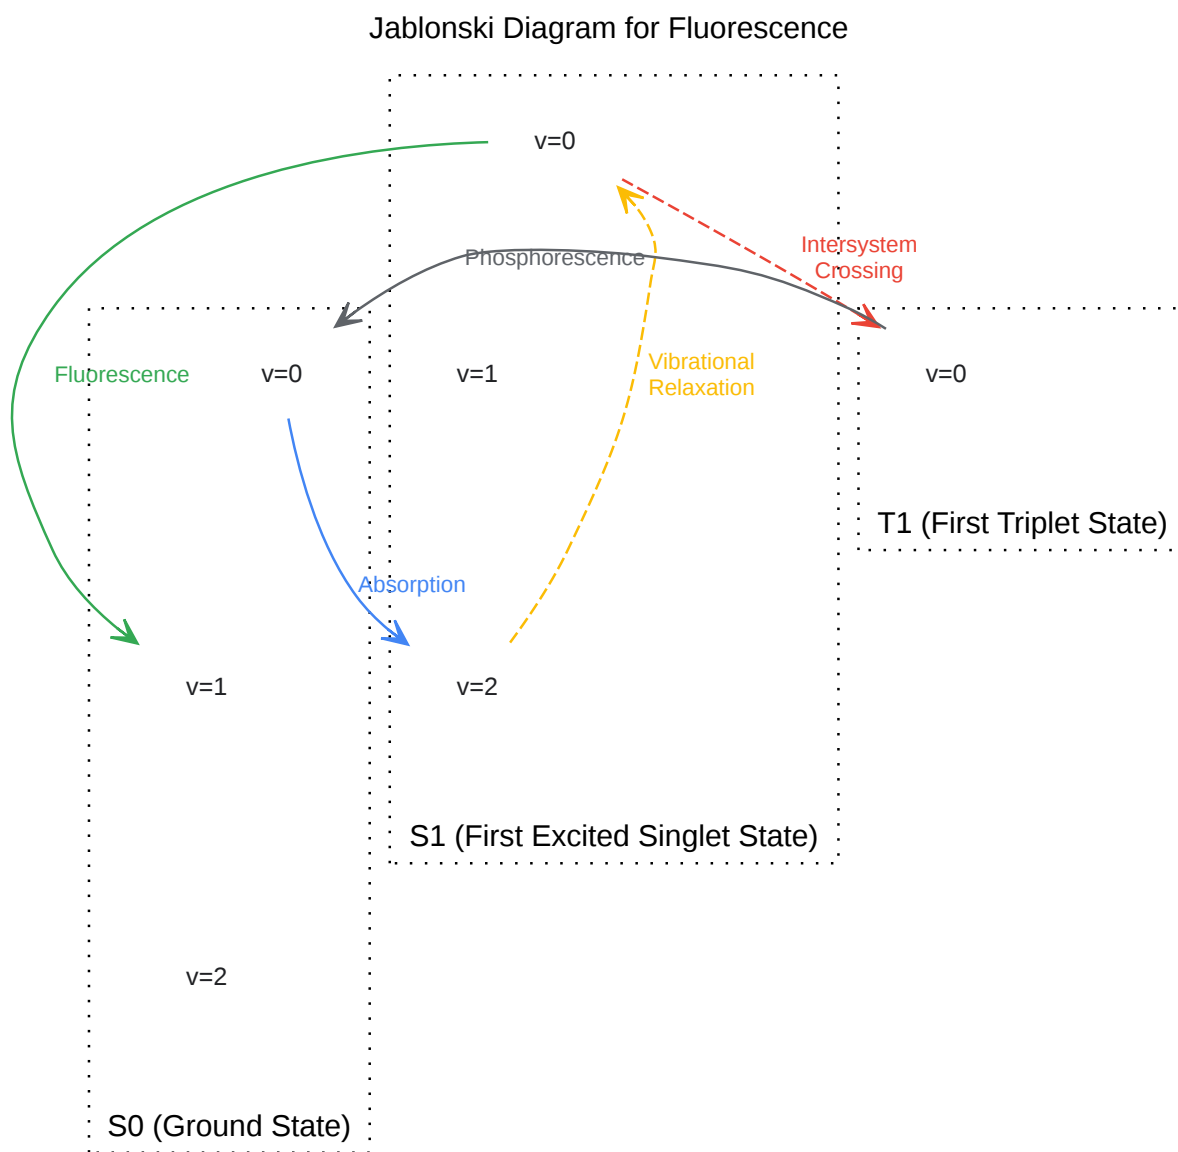 Jablonski Diagram for Fluorescence
v=0
Intersystem
Crossing
Phosphorescence
Fluorescence
v=0
v=1
Vibrational
Relaxation
v=0
T1 (First Triplet State)
Absorption
v=1
v=2
S1 (First Excited Singlet State)
v=2
S0 (Ground State)